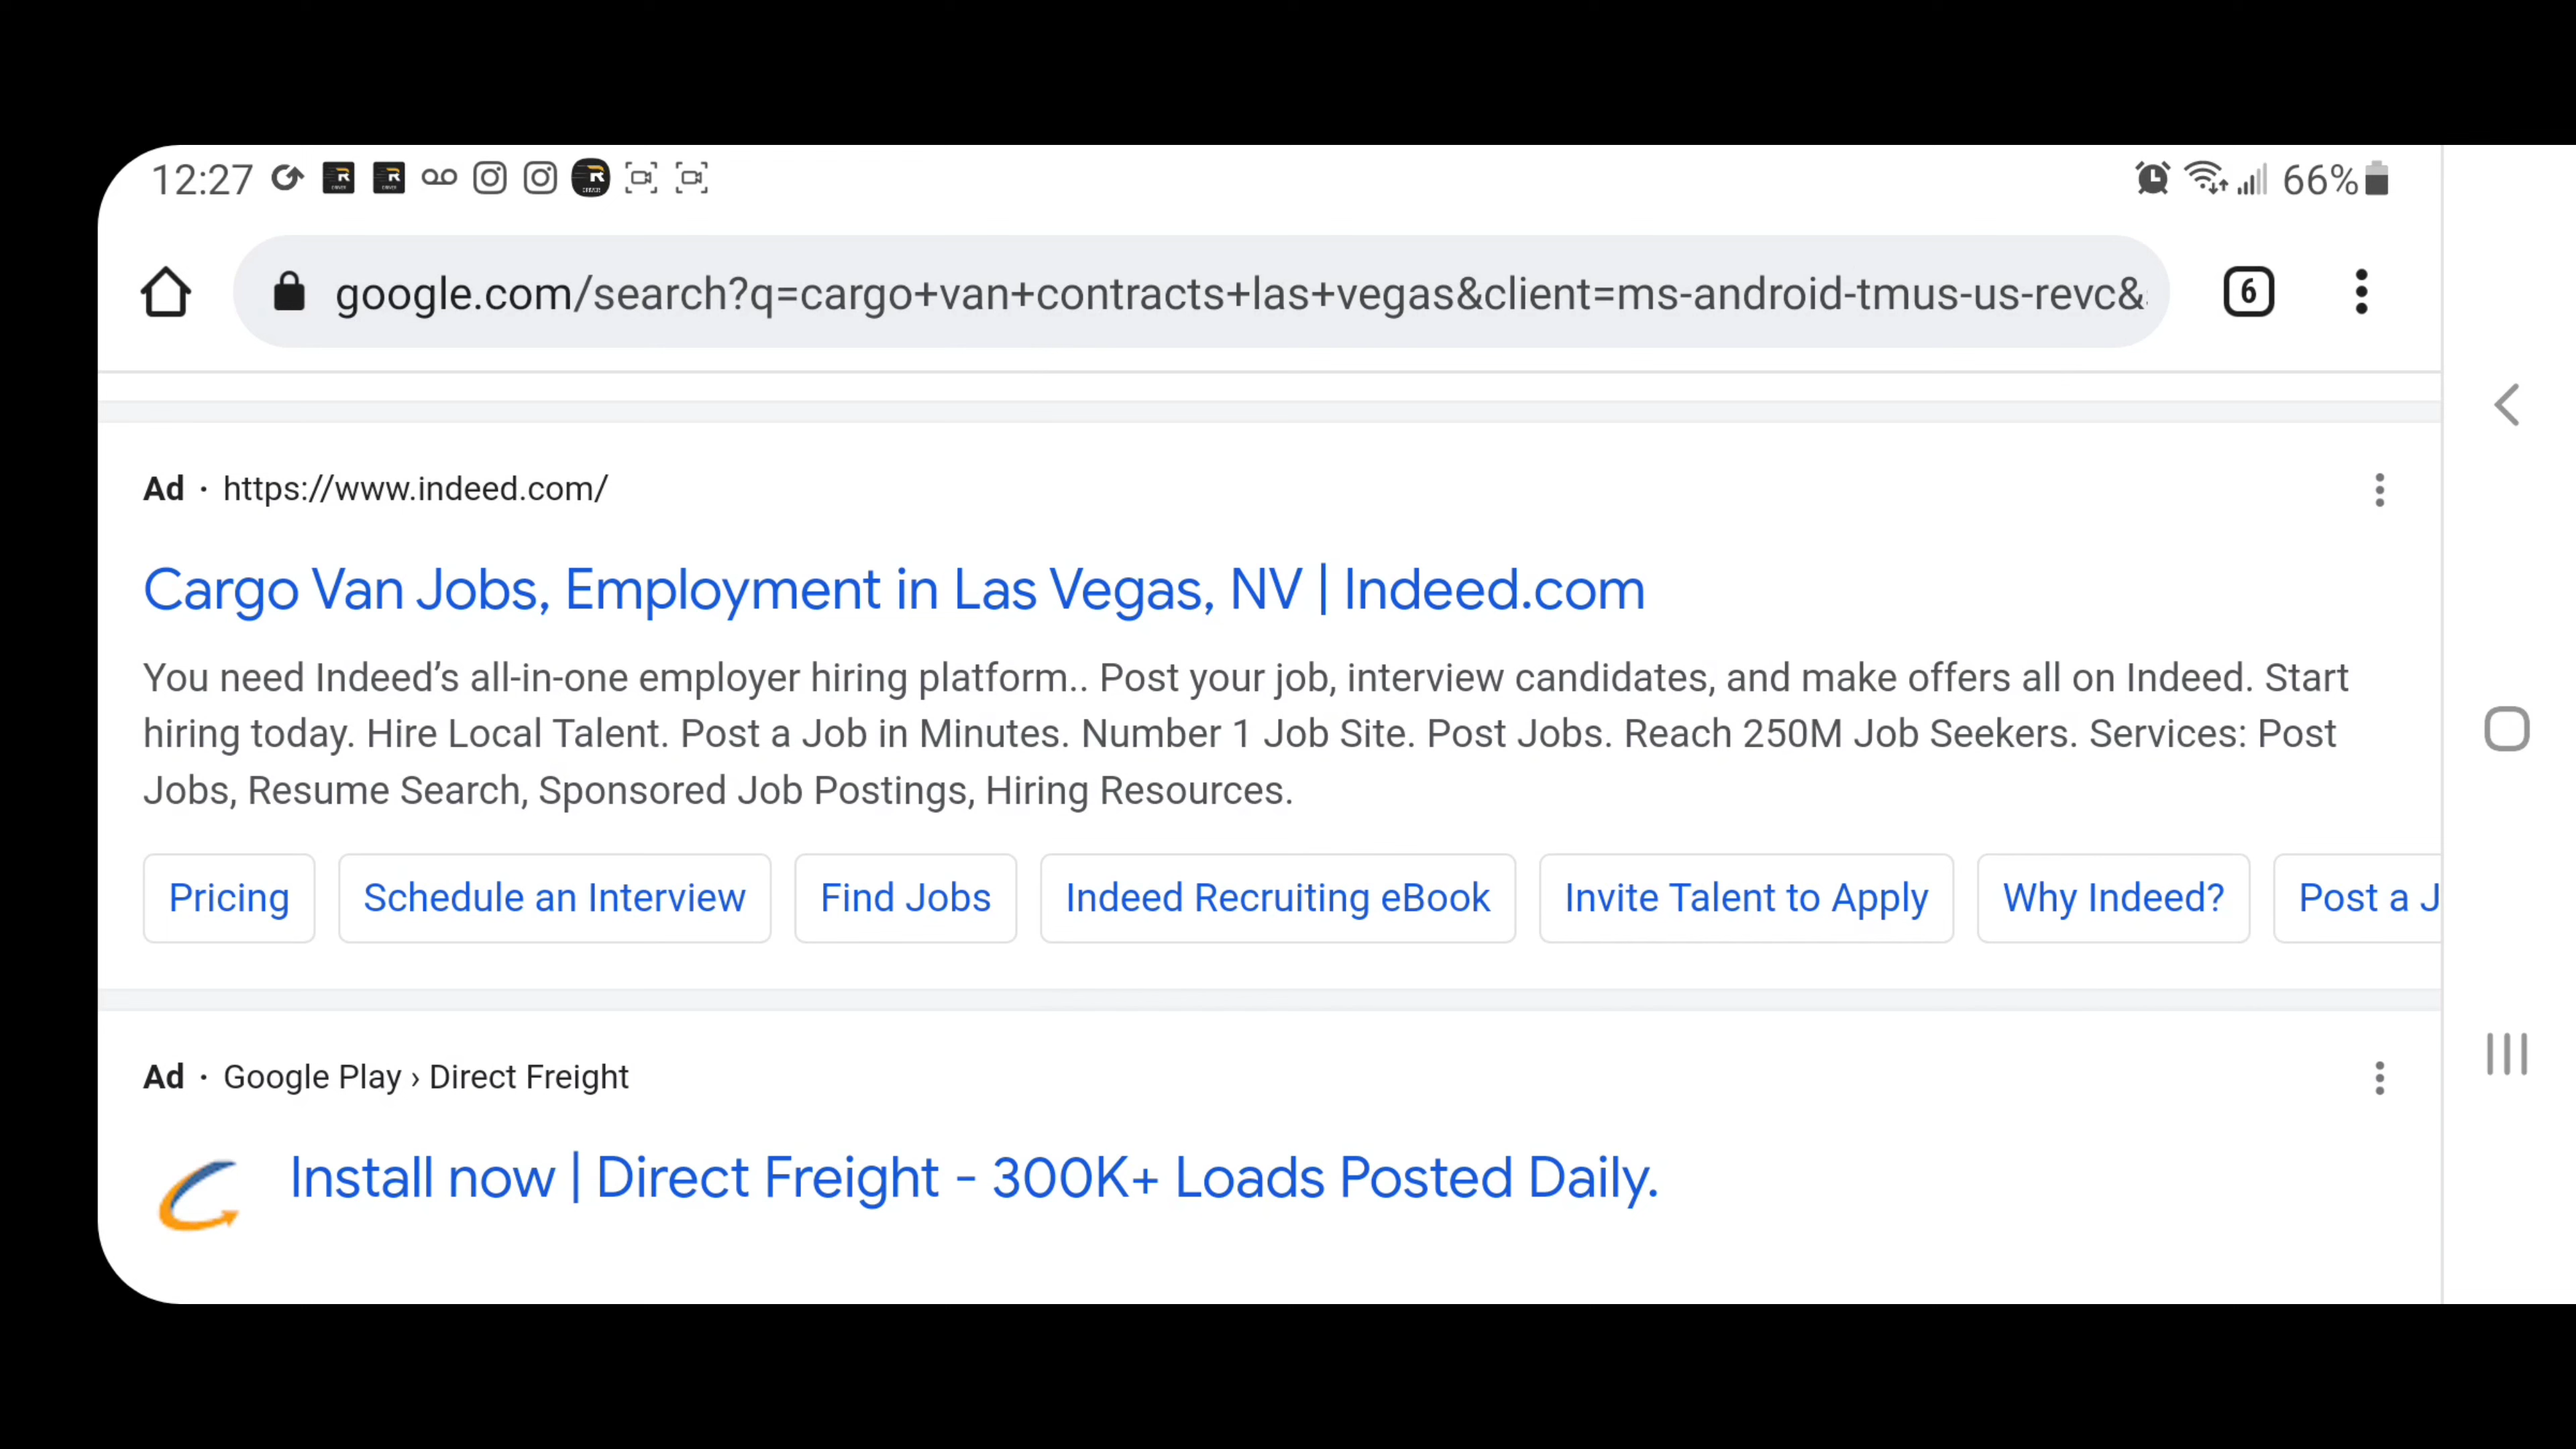 12:27
66%
google.com/search?q=cargo+van+contracts+las+vegas&client=ms-android-tmus-us-revc&
6
Ad · https://www.indeed.com/
Cargo Van Jobs, Employment in Las Vegas, NV | Indeed.com
You need Indeed’s all-in-one employer hiring platform.. Post your job, interview candidates, and make offers all on Indeed. Start
hiring today. Hire Local Talent. Post a Job in Minutes. Number 1 Job Site. Post Jobs. Reach 250M Job Seekers. Services: Post
Jobs, Resume Search, Sponsored Job Postings, Hiring Resources.
Pricing
Schedule an Interview
Find Jobs
Indeed Recruiting eBook
Invite Talent to Apply
Why Indeed?
Post a J
Ad · Google Play › Direct Freight
Install now | Direct Freight - 300K+ Loads Posted Daily.